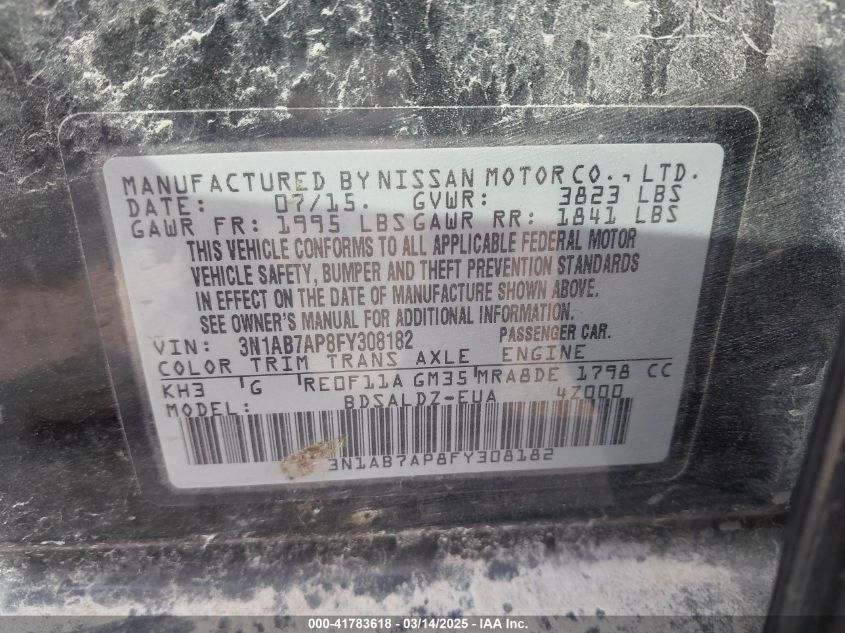 MANUFACTURED BY NISSAN MOTOR CO., LTD.
DATE: 07/15. GVWR: 3823 LBS
GAWR FR: 1995 LBS GAWR RR: 1841 LBS
THIS VEHICLE CONFORMS TO ALL APPLICABLE FEDERAL MOTOR
VEHICLE SAFETY, BUMPER AND THEFT PREVENTION STANDARDS
IN EFFECT ON THE DATE OF MANUFACTURE SHOWN ABOVE.
SEE OWNER'S MANUAL FOR ADDITIONAL INFORMATION.
VIN: 3N1AB7AP8FY308182 PASSENGER CAR.
COLOR TRIM TRANS AXLE ENGINE
KH3 G RE0F11A GM35 MRA8DE 1798 CC
MODEL: BDSALDZ-EUA 4Z000
3N1AB7AP8FY308182
000-41783618 - 03/14/2025 - IAA Inc.